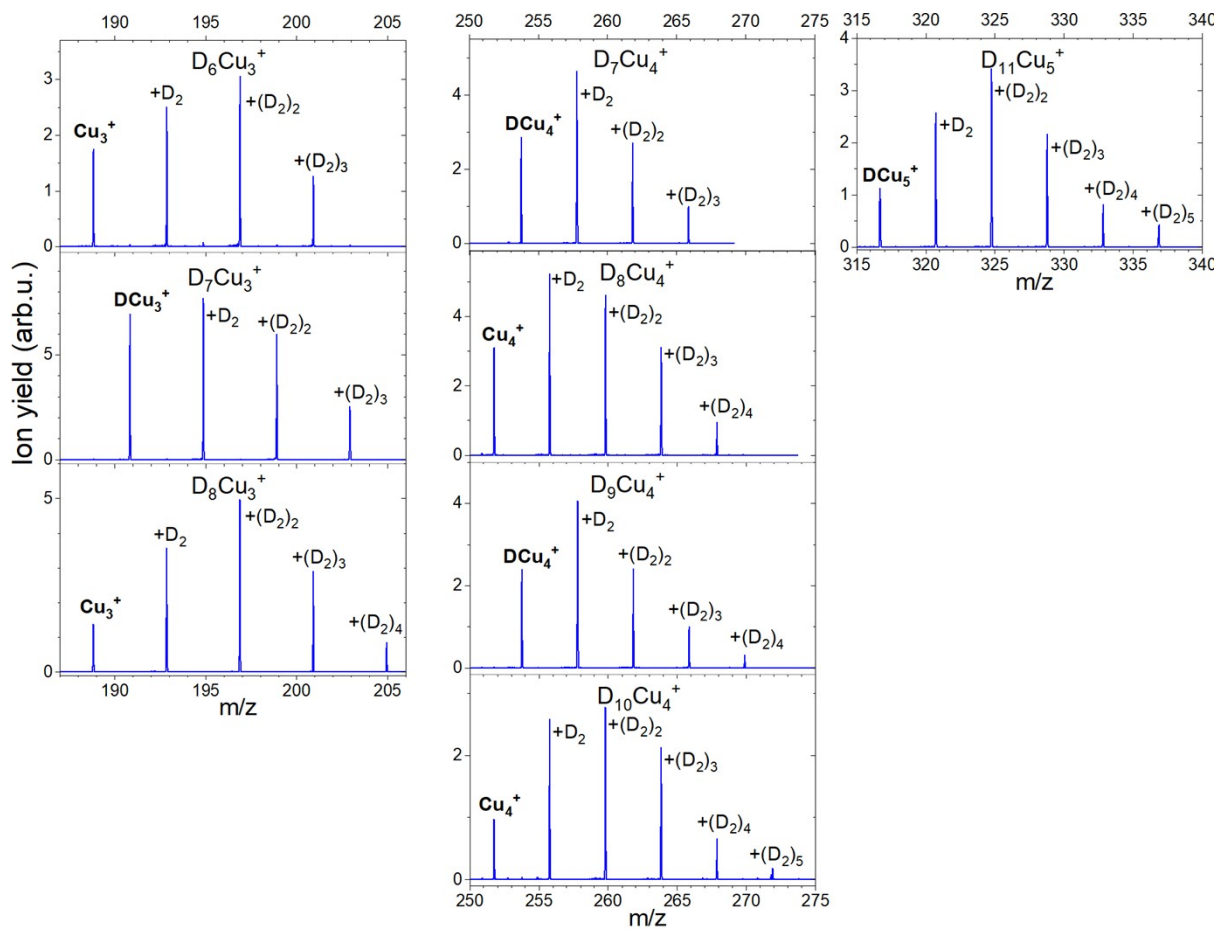 190 195 200 205
D₆Cu₃⁺
3
2
1
0
Cu₃⁺
+D₂
+(D₂)₂
+(D₂)₃
D₇Cu₃⁺
5
0
DCu₃⁺
+D₂
+(D₂)₂
+(D₂)₃
D₈Cu₃⁺
5
0
Cu₃⁺
+D₂
+(D₂)₂
+(D₂)₃
+(D₂)₄
190 195 200 205
m/z
Ion yield (arb.u.)
250 255 260 265 270 275
D₇Cu₄⁺
4
2
0
DCu₄⁺
+D₂
+(D₂)₂
+(D₂)₃
D₈Cu₄⁺
4
2
0
Cu₄⁺
+D₂
+(D₂)₂
+(D₂)₃
+(D₂)₄
D₉Cu₄⁺
4
2
0
DCu₄⁺
+D₂
+(D₂)₂
+(D₂)₃
+(D₂)₄
D₁₀Cu₄⁺
2
0
Cu₄⁺
+D₂
+(D₂)₂
+(D₂)₃
+(D₂)₄
+(D₂)₅
250 255 260 265 270 275
m/z
315 320 325 330 335 340
D₁₁Cu₅⁺
4
3
2
1
0
DCu₅⁺
+D₂
+(D₂)₂
+(D₂)₃
+(D₂)₄
+(D₂)₅
315 320 325 330 335 340
m/z